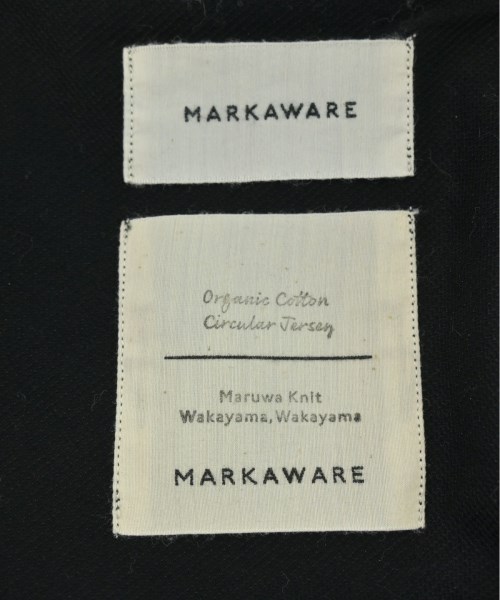 MARKAWARE
Organic Cotton
Circular Jersey
Maruwa Knit
Wakayama, Wakayama
MARKAWARE